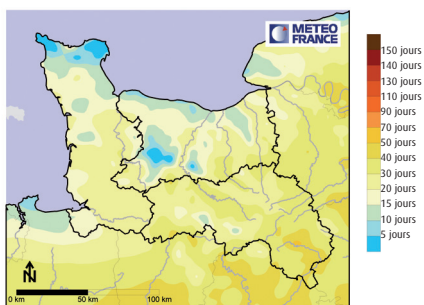 METEO
FRANCE
150 jours
140 jours
130 jours
110 jours
90 jours
70 jours
50 jours
40 jours
30 jours
20 jours
15 jours
10 jours
5 jours
N
0 km 50 km 100 km